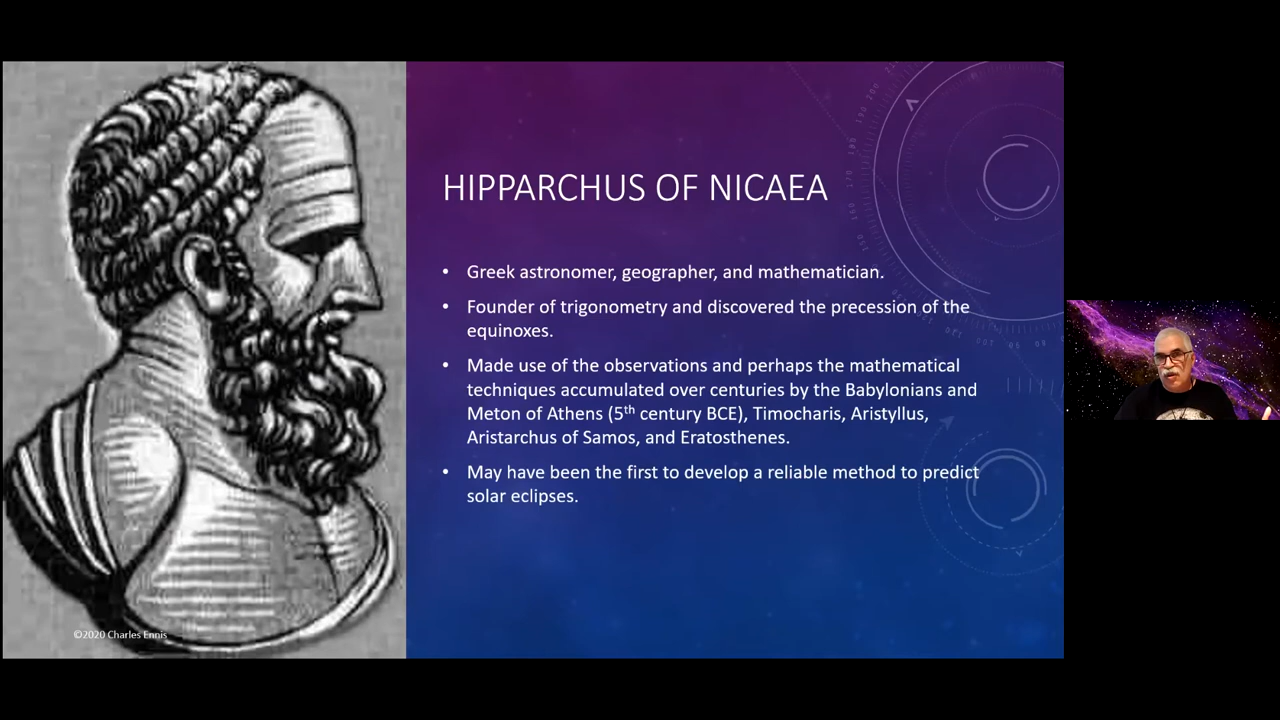 HIPPARCHUS OF NICAEA
• Greek astronomer, geographer, and mathematician.
• Founder of trigonometry and discovered the precession of the
equinoxes.
• Made use of the observations and perhaps the mathematical
techniques accumulated over centuries by the Babylonians and
Meton of Athens (5th century BCE), Timocharis, Aristyllus,
Aristarchus of Samos, and Eratosthenes.
• May have been the first to develop a reliable method to predict
solar eclipses.
©2020 Charles Ennis